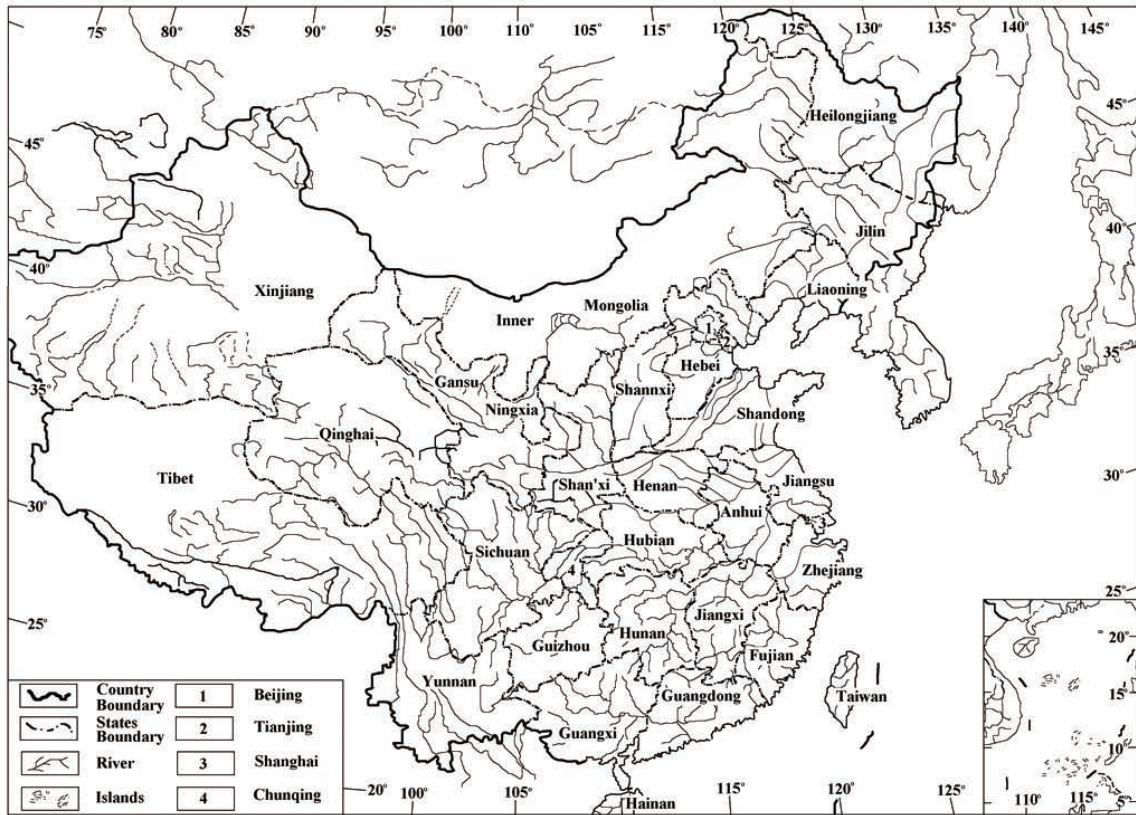 75° 80° 85° 90° 95° 100° 105° 110° 115° 120° 125° 130° 135° 140° 145°
45°
45°
40°
40°
35°
35°
30°
30°
25°
25°
Heilongjiang
Jilin
Liaoning
Xinjiang
Inner
Mongolia
1
2
Hebei
Gansu
Ningxia
Shannxi
Shandong
Qinghai
Tibet
Shan'xi
Henan
Jiangsu
Anhui
3
Sichuan
Hubian
4
Zhejiang
Jiangxi
Guizhou
Hunan
Fujian
Yunnan
Guangdong
Taiwan
Guangxi
Hainan
20° 100° 105° 115° 120° 125°
20°
15°
10°
110° 115° 5°
Country
Boundary
1 Beijing
States
Boundary
2 Tianjing
River 3 Shanghai
Islands 4 Chunqing